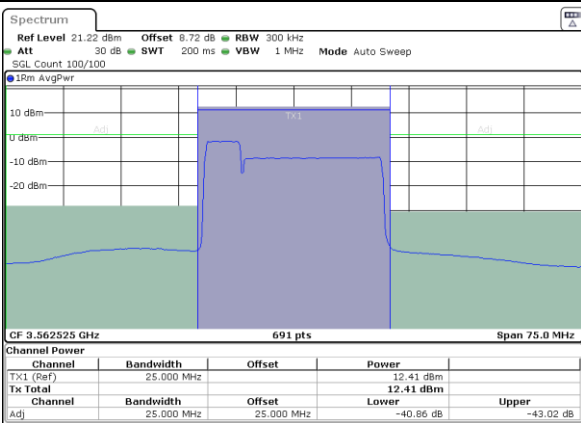 Spectrum
Ref Level 21.22 dBm Offset 8.72 dB RBW 300 kHz
Att 30 dB SWT 200 ms VBW 1 MHz Mode Auto Sweep
SGL Count 100/100
1Rm AvgPwr
10 dBm
TX1
Adj
Adj
0 dBm
-10 dBm
-20 dBm
CF 3.562525 GHz 691 pts Span 75.0 MHz
Channel Power
Channel Bandwidth Offset Power
TX1 (Ref) 25.000 MHz 12.41 dBm
Tx Total 12.41 dBm
Channel Bandwidth Offset Lower Upper
Adj 25.000 MHz 25.000 MHz -40.86 dB -43.02 dB